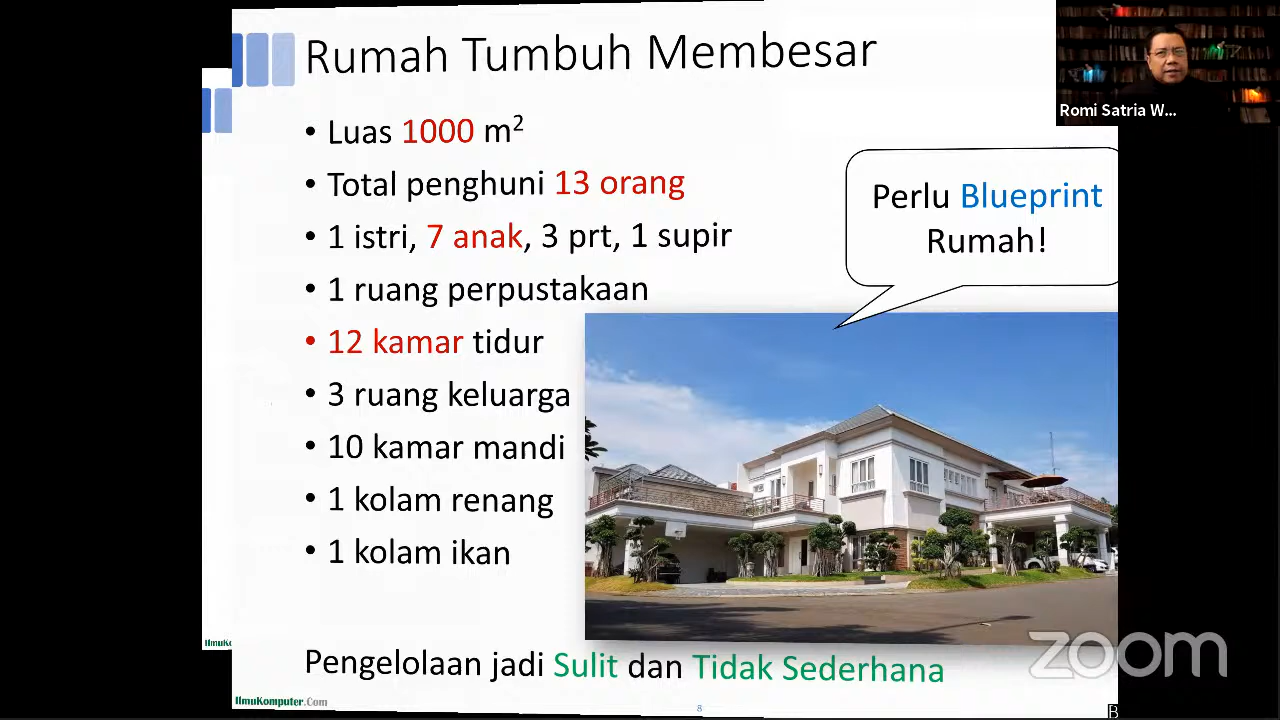 Rumah Tumbuh Membesar
Romi Satria W...
• Luas 1000 m²
• Total penghuni 13 orang
• 1 istri, 7 anak, 3 prt, 1 supir
• 1 ruang perpustakaan
• 12 kamar tidur
• 3 ruang keluarga
• 10 kamar mandi
• 1 kolam renang
• 1 kolam ikan
Perlu Blueprint
Rumah!
Pengelolaan jadi Sulit dan Tidak Sederhana
zoom
IlmuKo
IlmuKomputer.Com
8
B